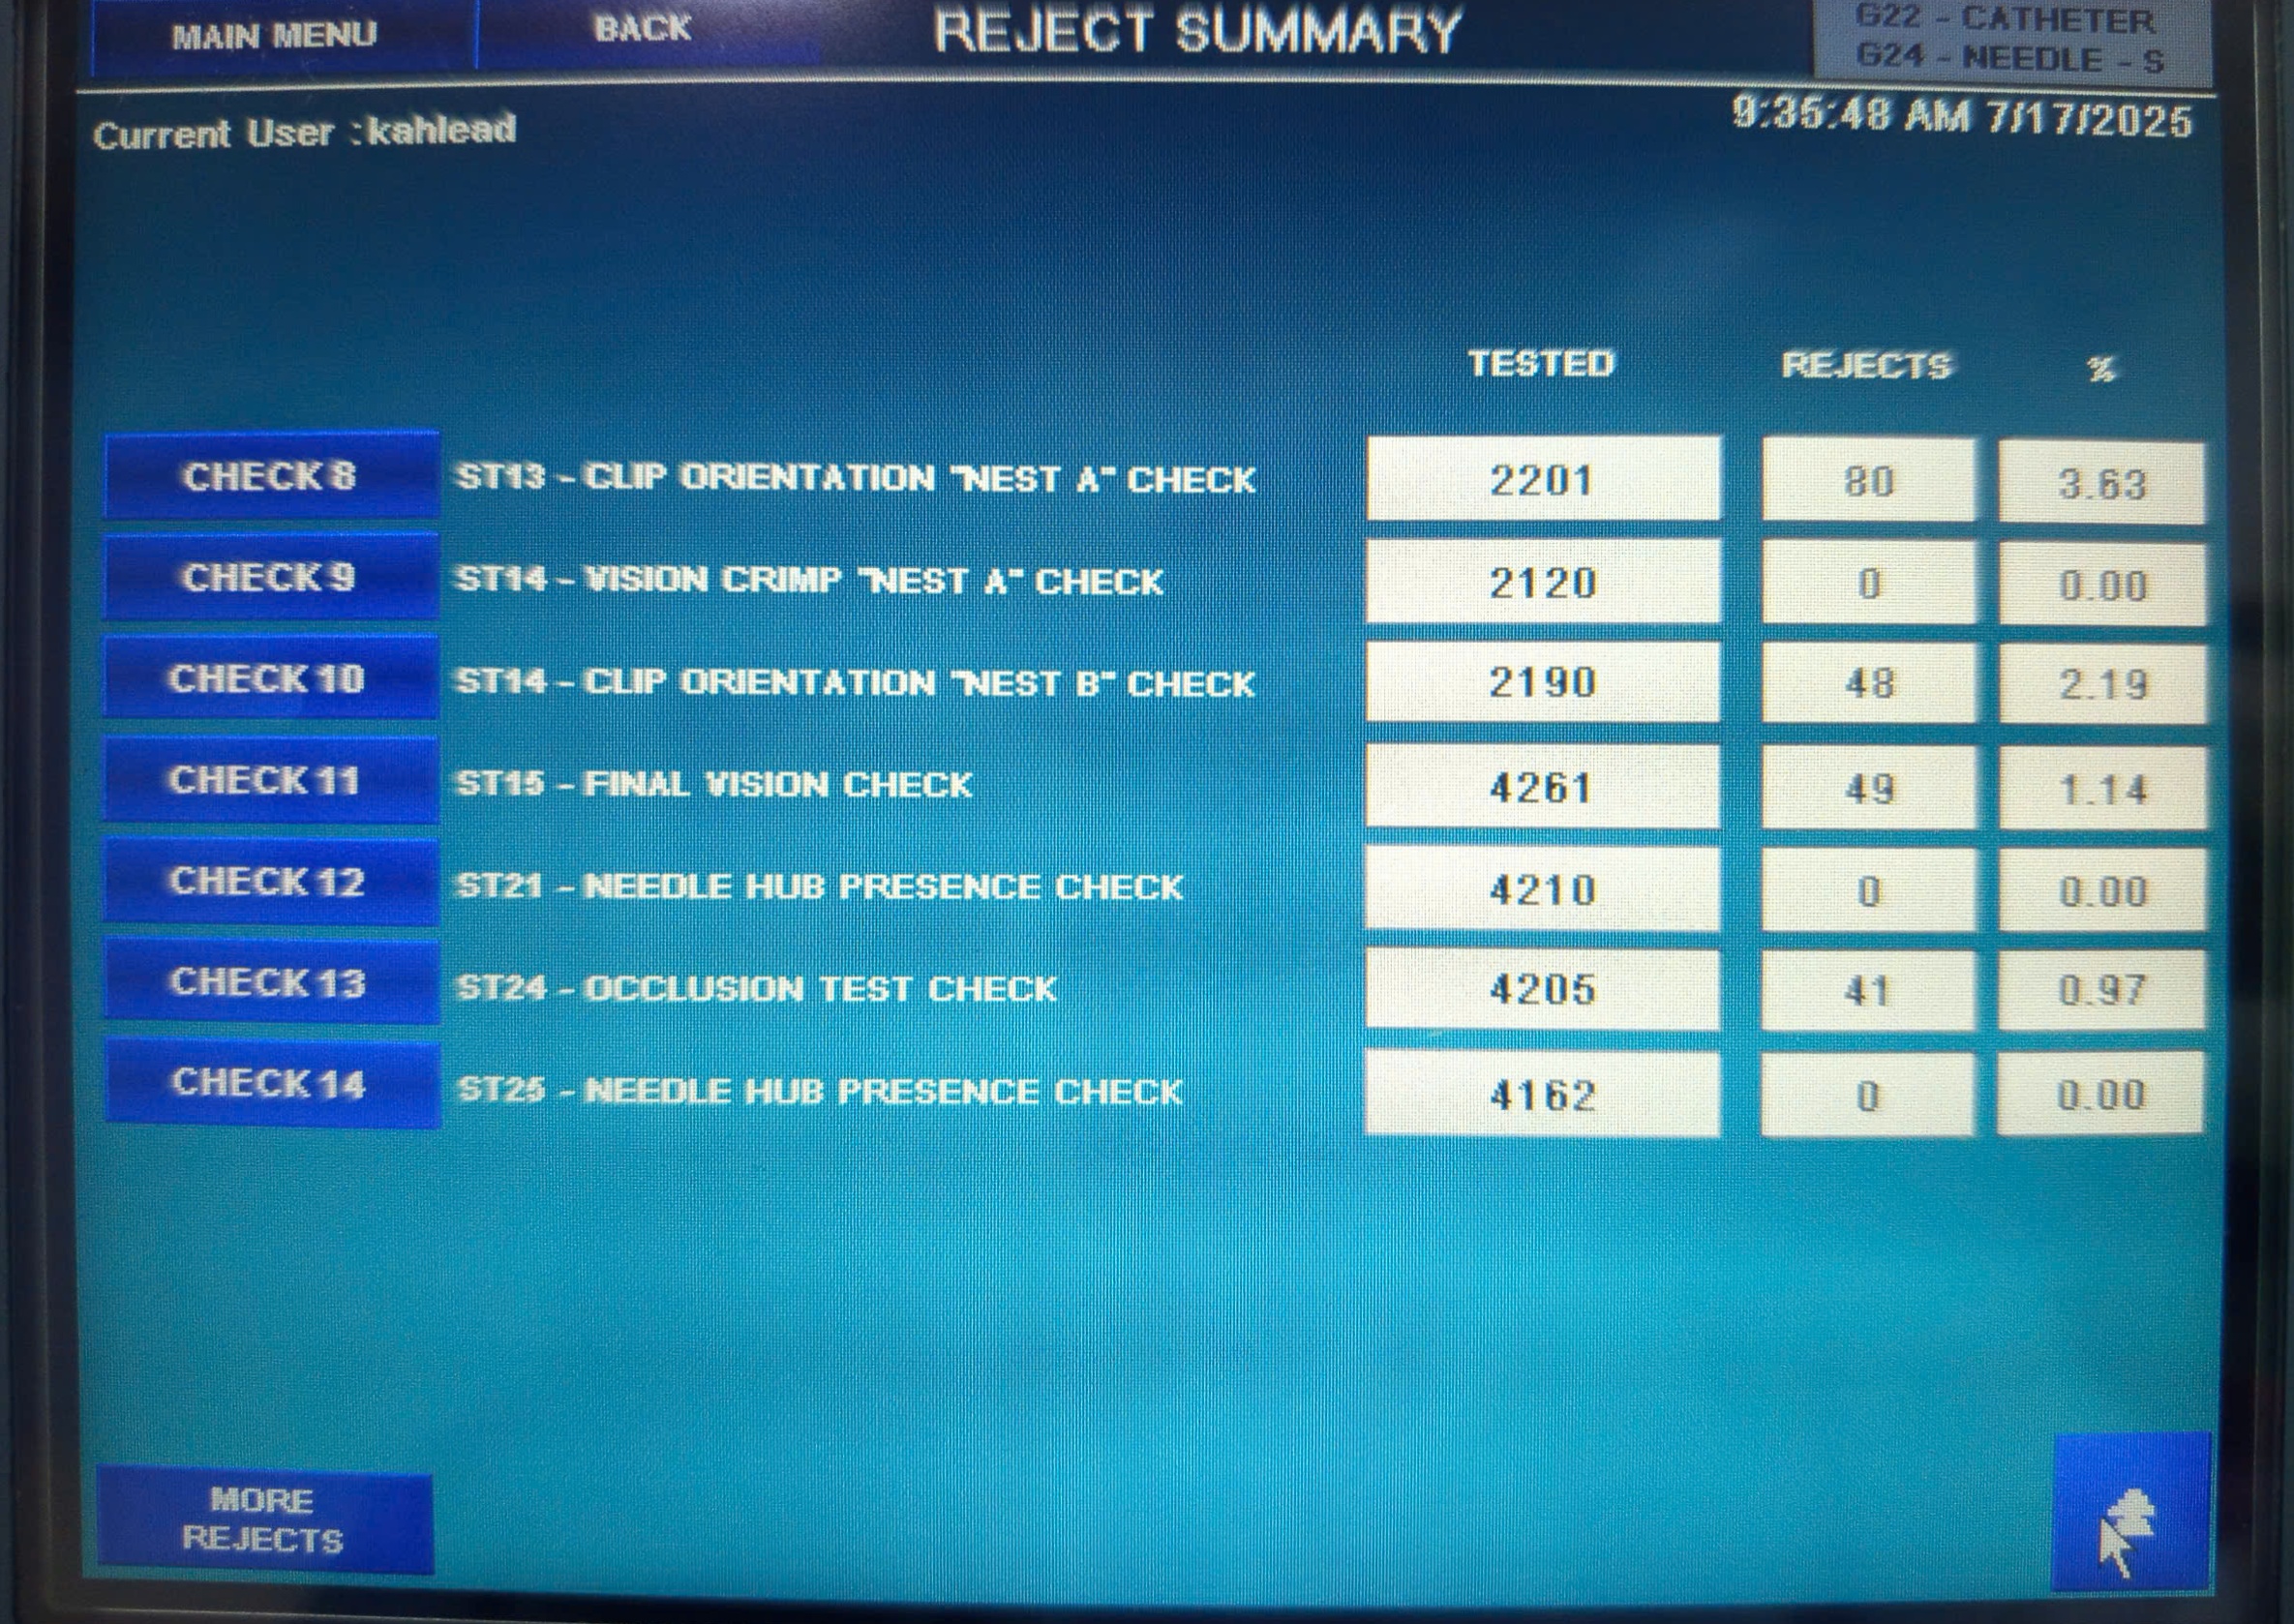 MAIN MENU BACK REJECT SUMMARY G22 - CATHETER
G24 - NEEDLE - S
Current User :kahlead 9:35:48 AM 7/17/2025
TESTED REJECTS %
CHECK 8 ST13 - CLIP ORIENTATION "NEST A" CHECK 2201 80 3.63
CHECK 9 ST14 - VISION CRIMP "NEST A" CHECK 2120 0 0.00
CHECK 10 ST14 - CLIP ORIENTATION "NEST B" CHECK 2190 48 2.19
CHECK 11 ST15 - FINAL VISION CHECK 4261 49 1.14
CHECK 12 ST21 - NEEDLE HUB PRESENCE CHECK 4210 0 0.00
CHECK 13 ST24 - OCCLUSION TEST CHECK 4205 41 0.97
CHECK 14 ST25 - NEEDLE HUB PRESENCE CHECK 4162 0 0.00
MORE
REJECTS